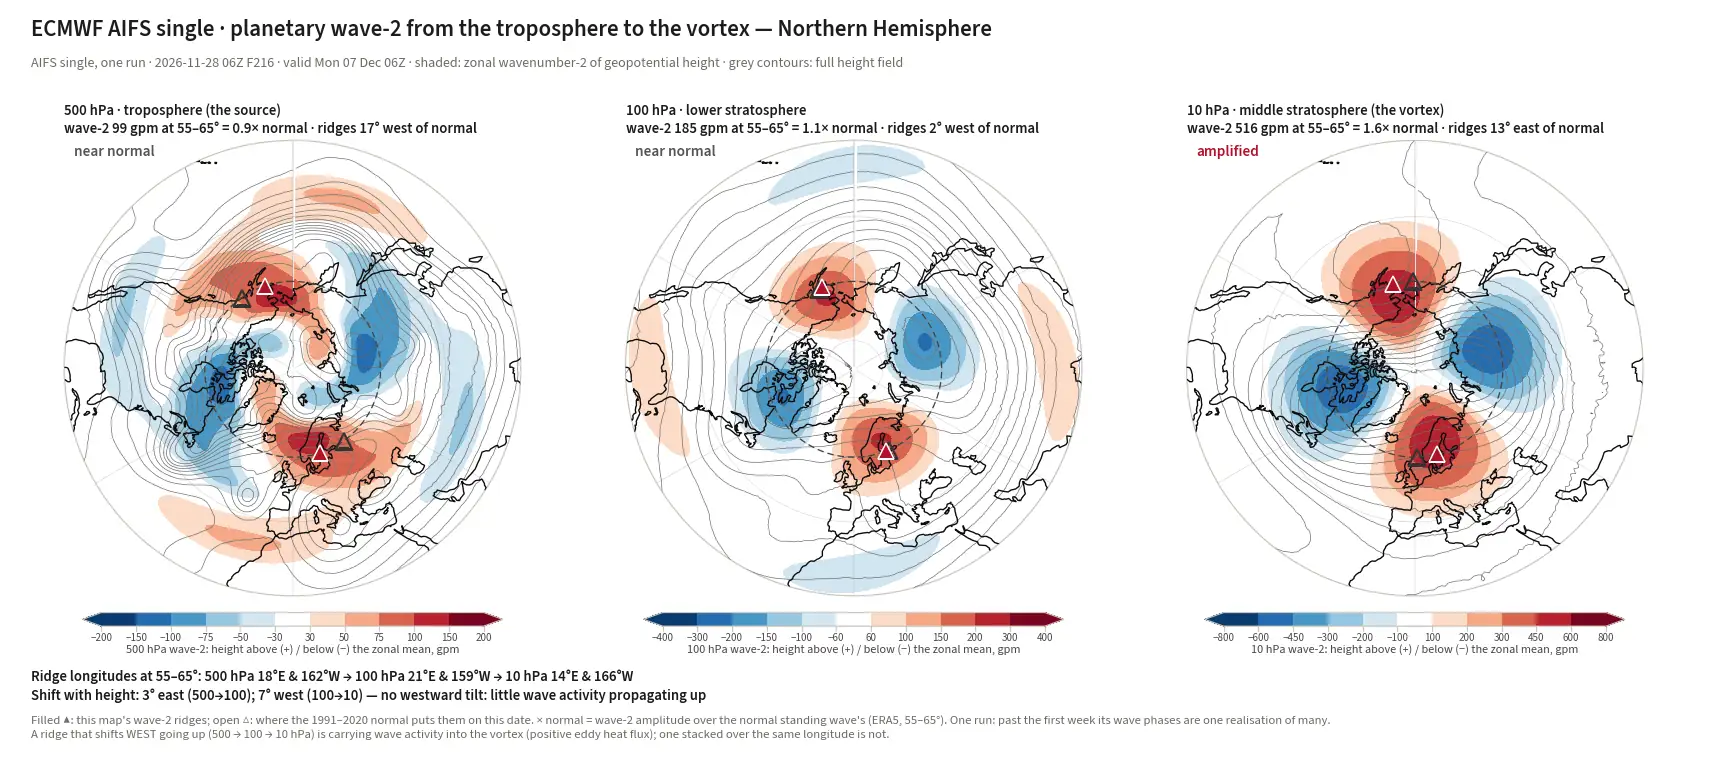 ECMWF AIFS single · planetary wave-2 from the troposphere to the vortex — Northern Hemisphere
AIFS single, one run · 2026-11-28 06Z F216 · valid Mon 07 Dec 06Z · shaded: zonal wavenumber-2 of geopotential height · grey contours: full height field
500 hPa · troposphere (the source)
wave-2 99 gpm at 55–65° = 0.9× normal · ridges 17° west of normal
near normal
100 hPa · lower stratosphere
wave-2 185 gpm at 55–65° = 1.1× normal · ridges 2° west of normal
near normal
10 hPa · middle stratosphere (the vortex)
wave-2 516 gpm at 55–65° = 1.6× normal · ridges 13° east of normal
amplified
−200 −150 −100 −75 −50 −30 30 50 75 100 150 200
500 hPa wave-2: height above (+) / below (−) the zonal mean, gpm
−400 −300 −200 −150 −100 −60 60 100 150 200 300 400
100 hPa wave-2: height above (+) / below (−) the zonal mean, gpm
−800 −600 −450 −300 −200 −100 100 200 300 450 600 800
10 hPa wave-2: height above (+) / below (−) the zonal mean, gpm
Ridge longitudes at 55–65°: 500 hPa 18°E & 162°W → 100 hPa 21°E & 159°W → 10 hPa 14°E & 166°W
Shift with height: 3° east (500→100); 7° west (100→10) — no westward tilt: little wave activity propagating up
Filled ▲: this map's wave-2 ridges; open △: where the 1991–2020 normal puts them on this date. × normal = wave-2 amplitude over the normal standing wave's (ERA5, 55–65°). One run: past the first week its wave phases are one realisation of many.
A ridge that shifts WEST going up (500 → 100 → 10 hPa) is carrying wave activity into the vortex (positive eddy heat flux); one stacked over the same longitude is not.